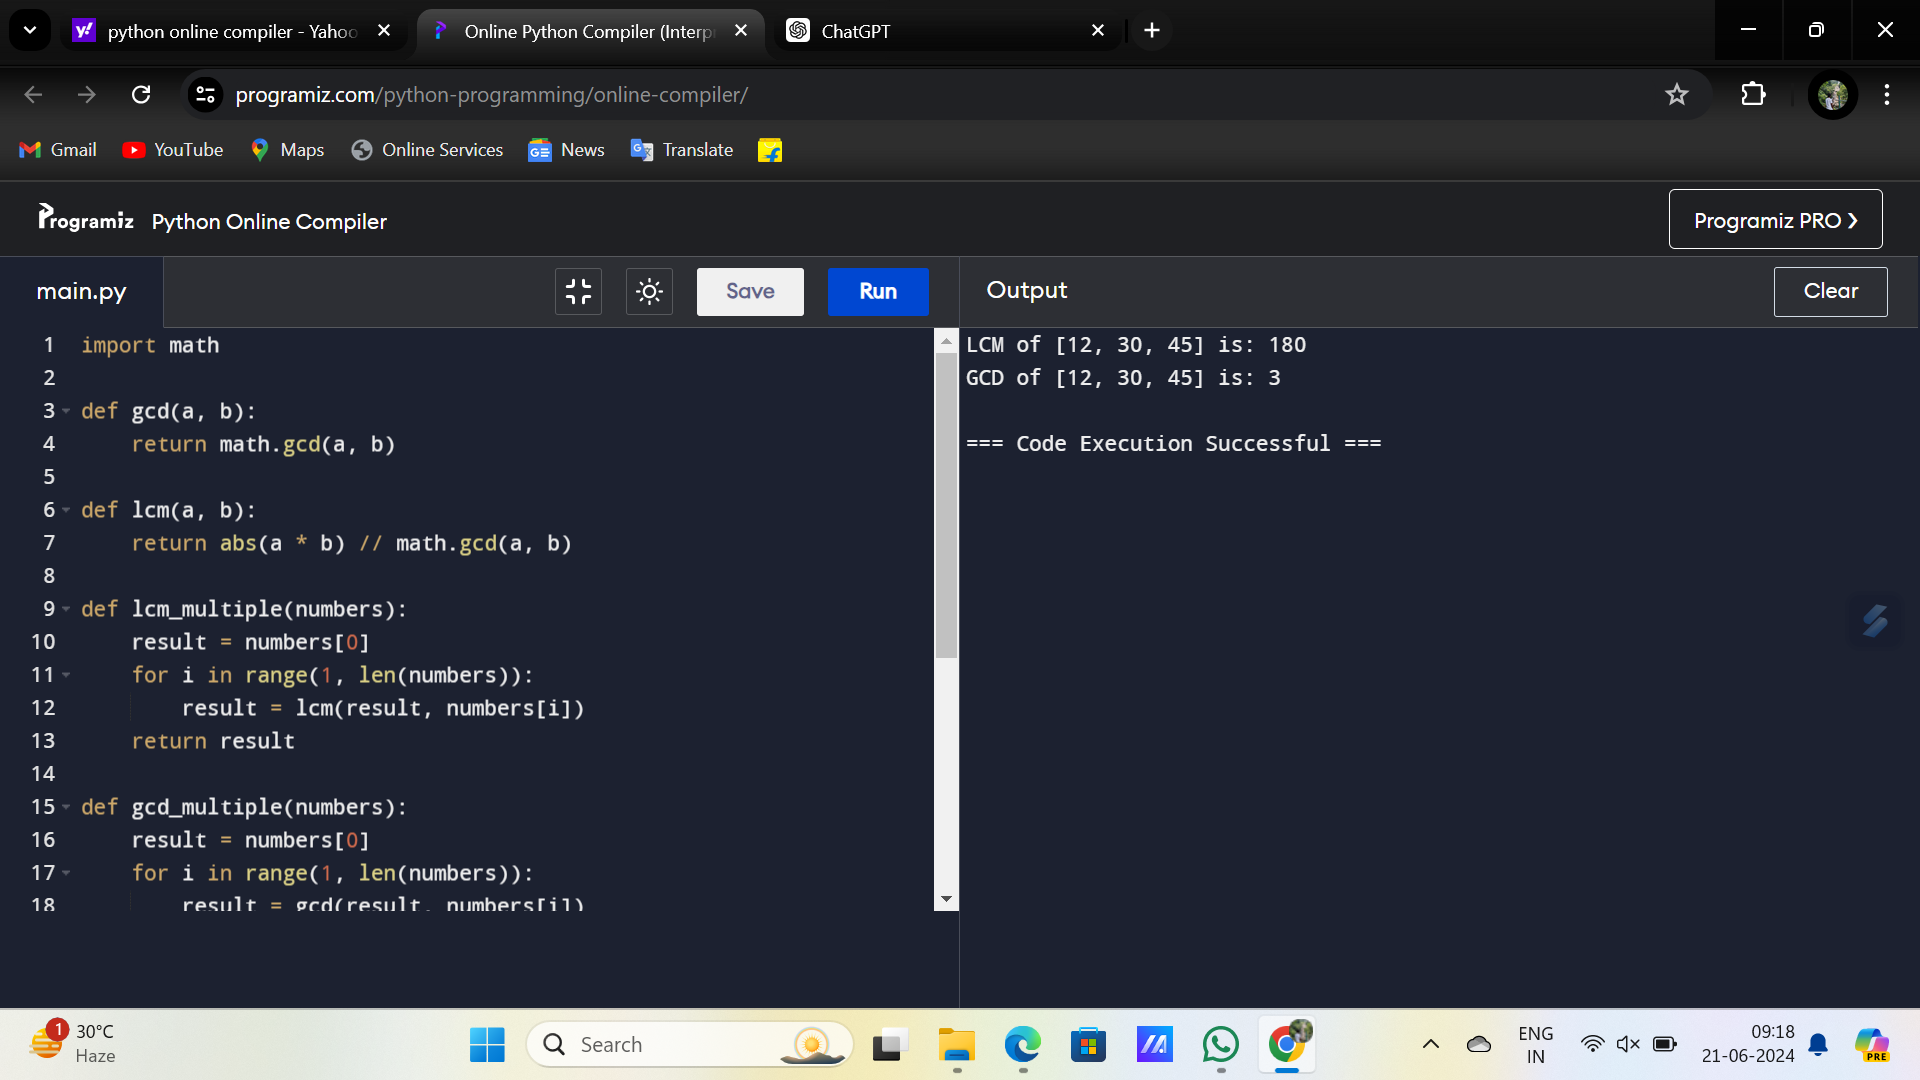 python online compiler - Yahoo
Online Python Compiler (Interp
ChatGPT
programiz.com/python-programming/online-compiler/
Gmail
YouTube
Maps
Online Services
News
Translate
Programiz
Python Online Compiler
Programiz PRO ❯
main.py
Save
Run
Output
Clear
1 import math
2
3 def gcd(a, b):
4     return math.gcd(a, b)
5
6 def lcm(a, b):
7     return abs(a * b) // math.gcd(a, b)
8
9 def lcm_multiple(numbers):
10     result = numbers[0]
11     for i in range(1, len(numbers)):
12         result = lcm(result, numbers[i])
13     return result
14
15 def gcd_multiple(numbers):
16     result = numbers[0]
17     for i in range(1, len(numbers)):
18         result = gcd(result, numbers[i])
LCM of [12, 30, 45] is: 180
GCD of [12, 30, 45] is: 3
=== Code Execution Successful ===
1
30°C
Haze
Search
ENG
IN
09:18
21-06-2024
PRE